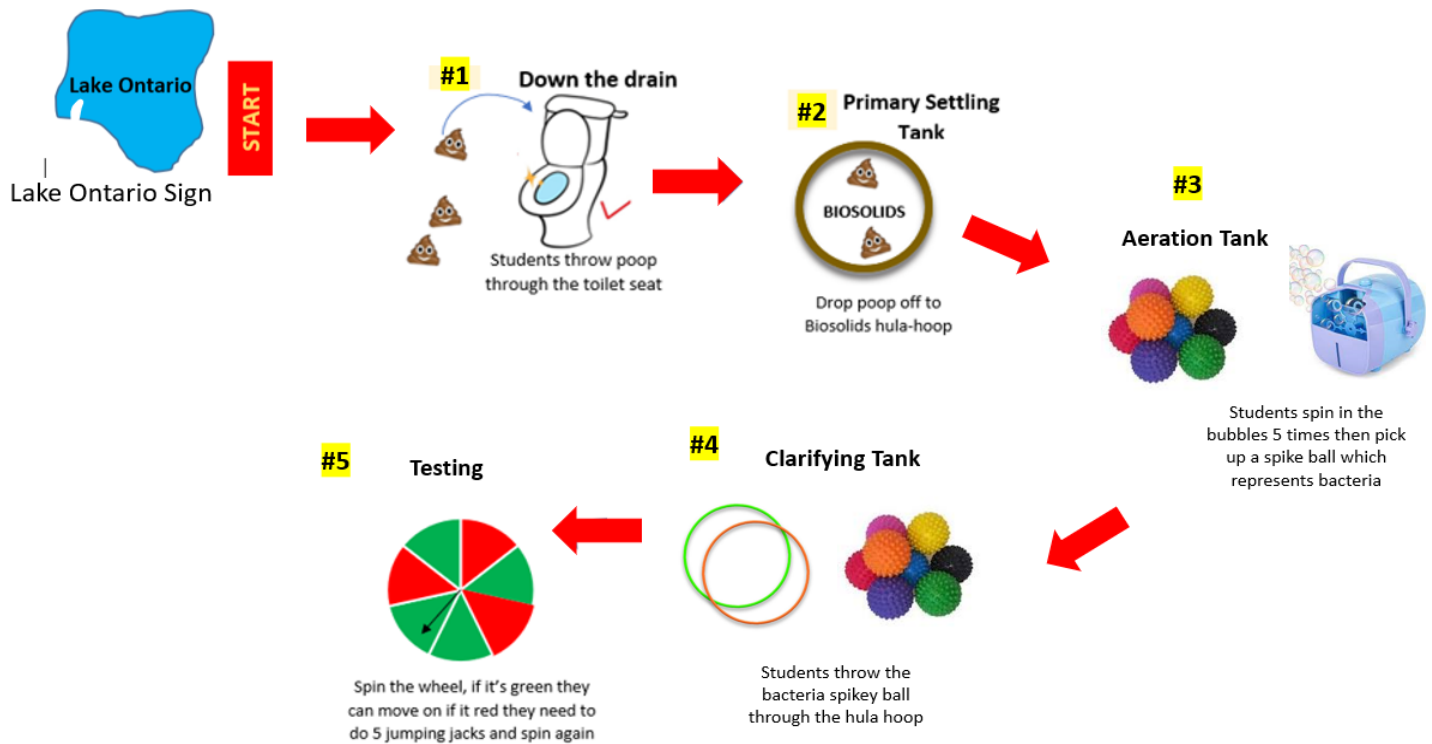 Lake Ontario
START
Lake Ontario Sign
#1
Down the drain
Students throw poop
through the toilet seat
#2
Primary Settling
Tank
BIOSOLIDS
Drop poop off to
Biosolids hula-hoop
#3
Aeration Tank
Students spin in the
bubbles 5 times then pick
up a spike ball which
represents bacteria
#4
Clarifying Tank
Students throw the
bacteria spikey ball
through the hula hoop
#5
Testing
Spin the wheel, if it's green they
can move on if it red they need to
do 5 jumping jacks and spin again